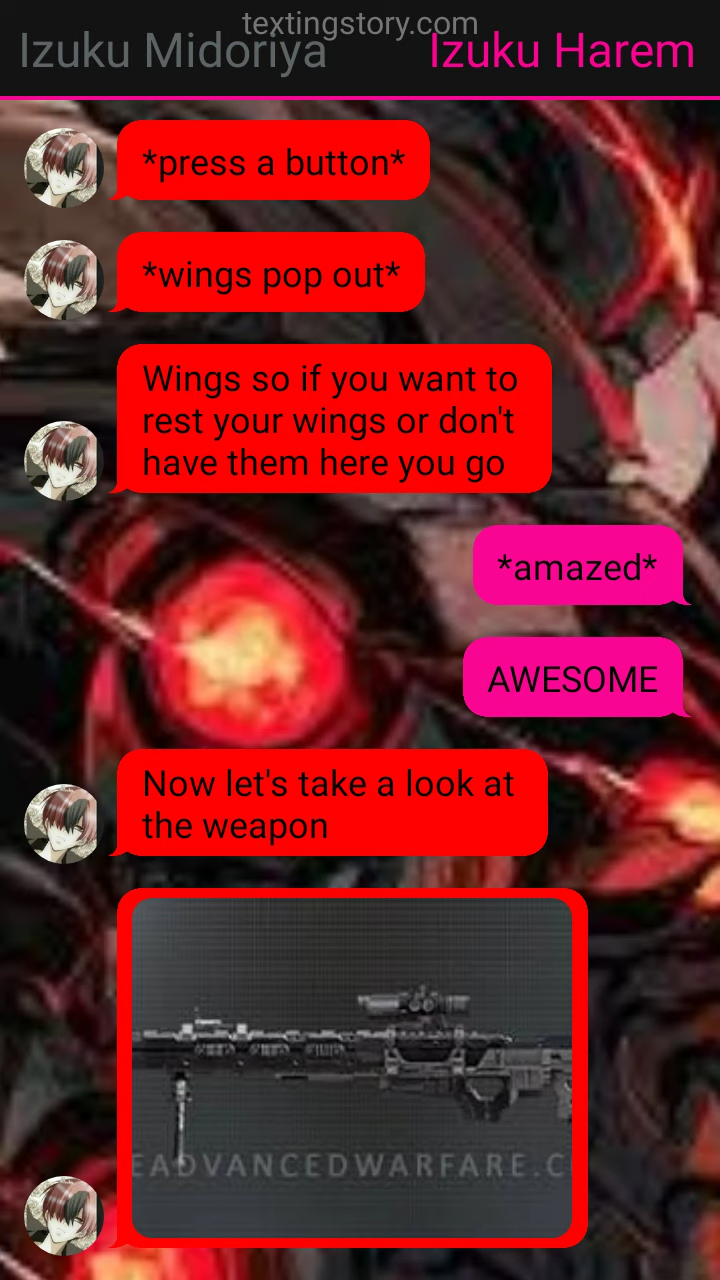 textingstory.com
Izuku Midoriya
Izuku Harem
*press a button*
*wings pop out*
Wings so if you want to
rest your wings or don't
have them here you go
*amazed*
AWESOME
Now let's take a look at
the weapon
EADVANCEDWARFARE.C